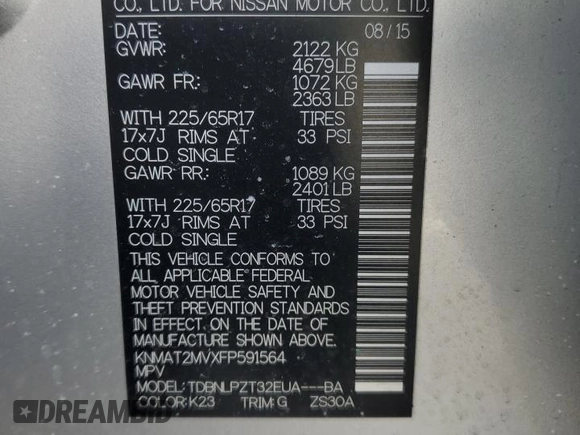 CO., LTD. FOR NISSAN MOTOR CO., LTD.
DATE: 08/15
GVWR: 2122 KG
4679 LB
GAWR FR: 1072 KG
2363 LB
WITH 225/65R17 TIRES
17x7J RIMS AT 33 PSI
COLD SINGLE
GAWR RR: 1089 KG
2401 LB
WITH 225/65R17 TIRES
17x7J RIMS AT 33 PSI
COLD SINGLE
THIS VEHICLE CONFORMS TO
ALL APPLICABLE FEDERAL
MOTOR VEHICLE SAFETY AND
THEFT PREVENTION STANDARDS
IN EFFECT ON THE DATE OF
MANUFACTURE SHOWN ABOVE.
KNMAT2MVXFP591564
MPV
MODEL: TDBNLPZT32EUA---BA
COLOR: K23 TRIM: G ZS30A
DREAMBID